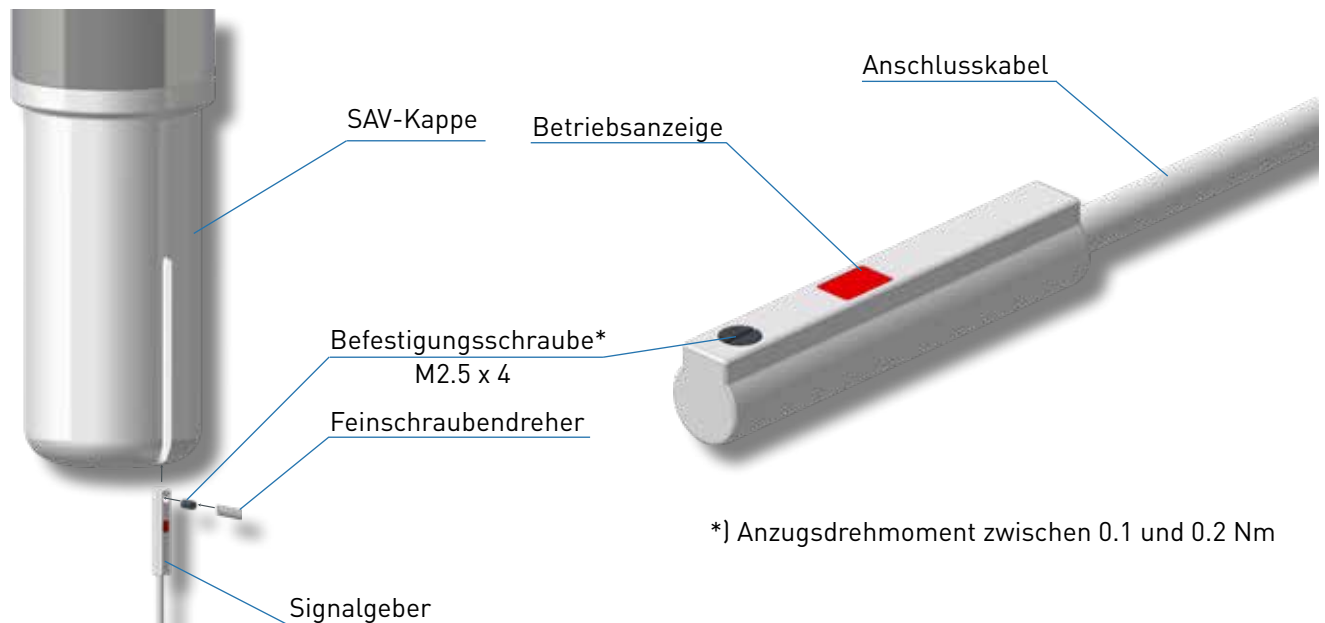 Anschlusskabel
SAV-Kappe
Betriebsanzeige
Befestigungsschraube*
M2.5 x 4
Feinschraubendreher
*) Anzugsdrehmoment zwischen 0.1 und 0.2 Nm
Signalgeber